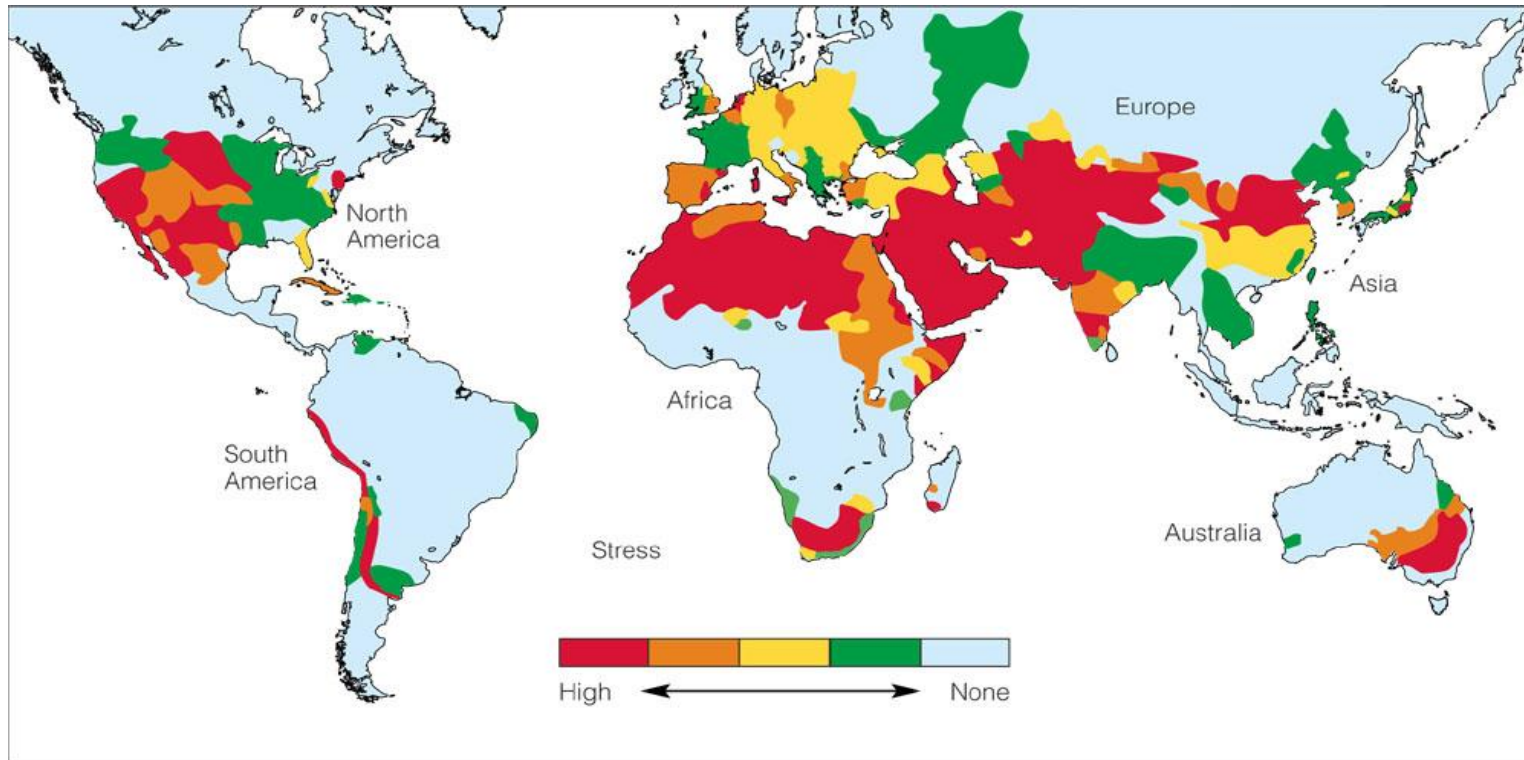 Europe
North
America
Asia
Africa
South
America
Australia
Stress
High
None